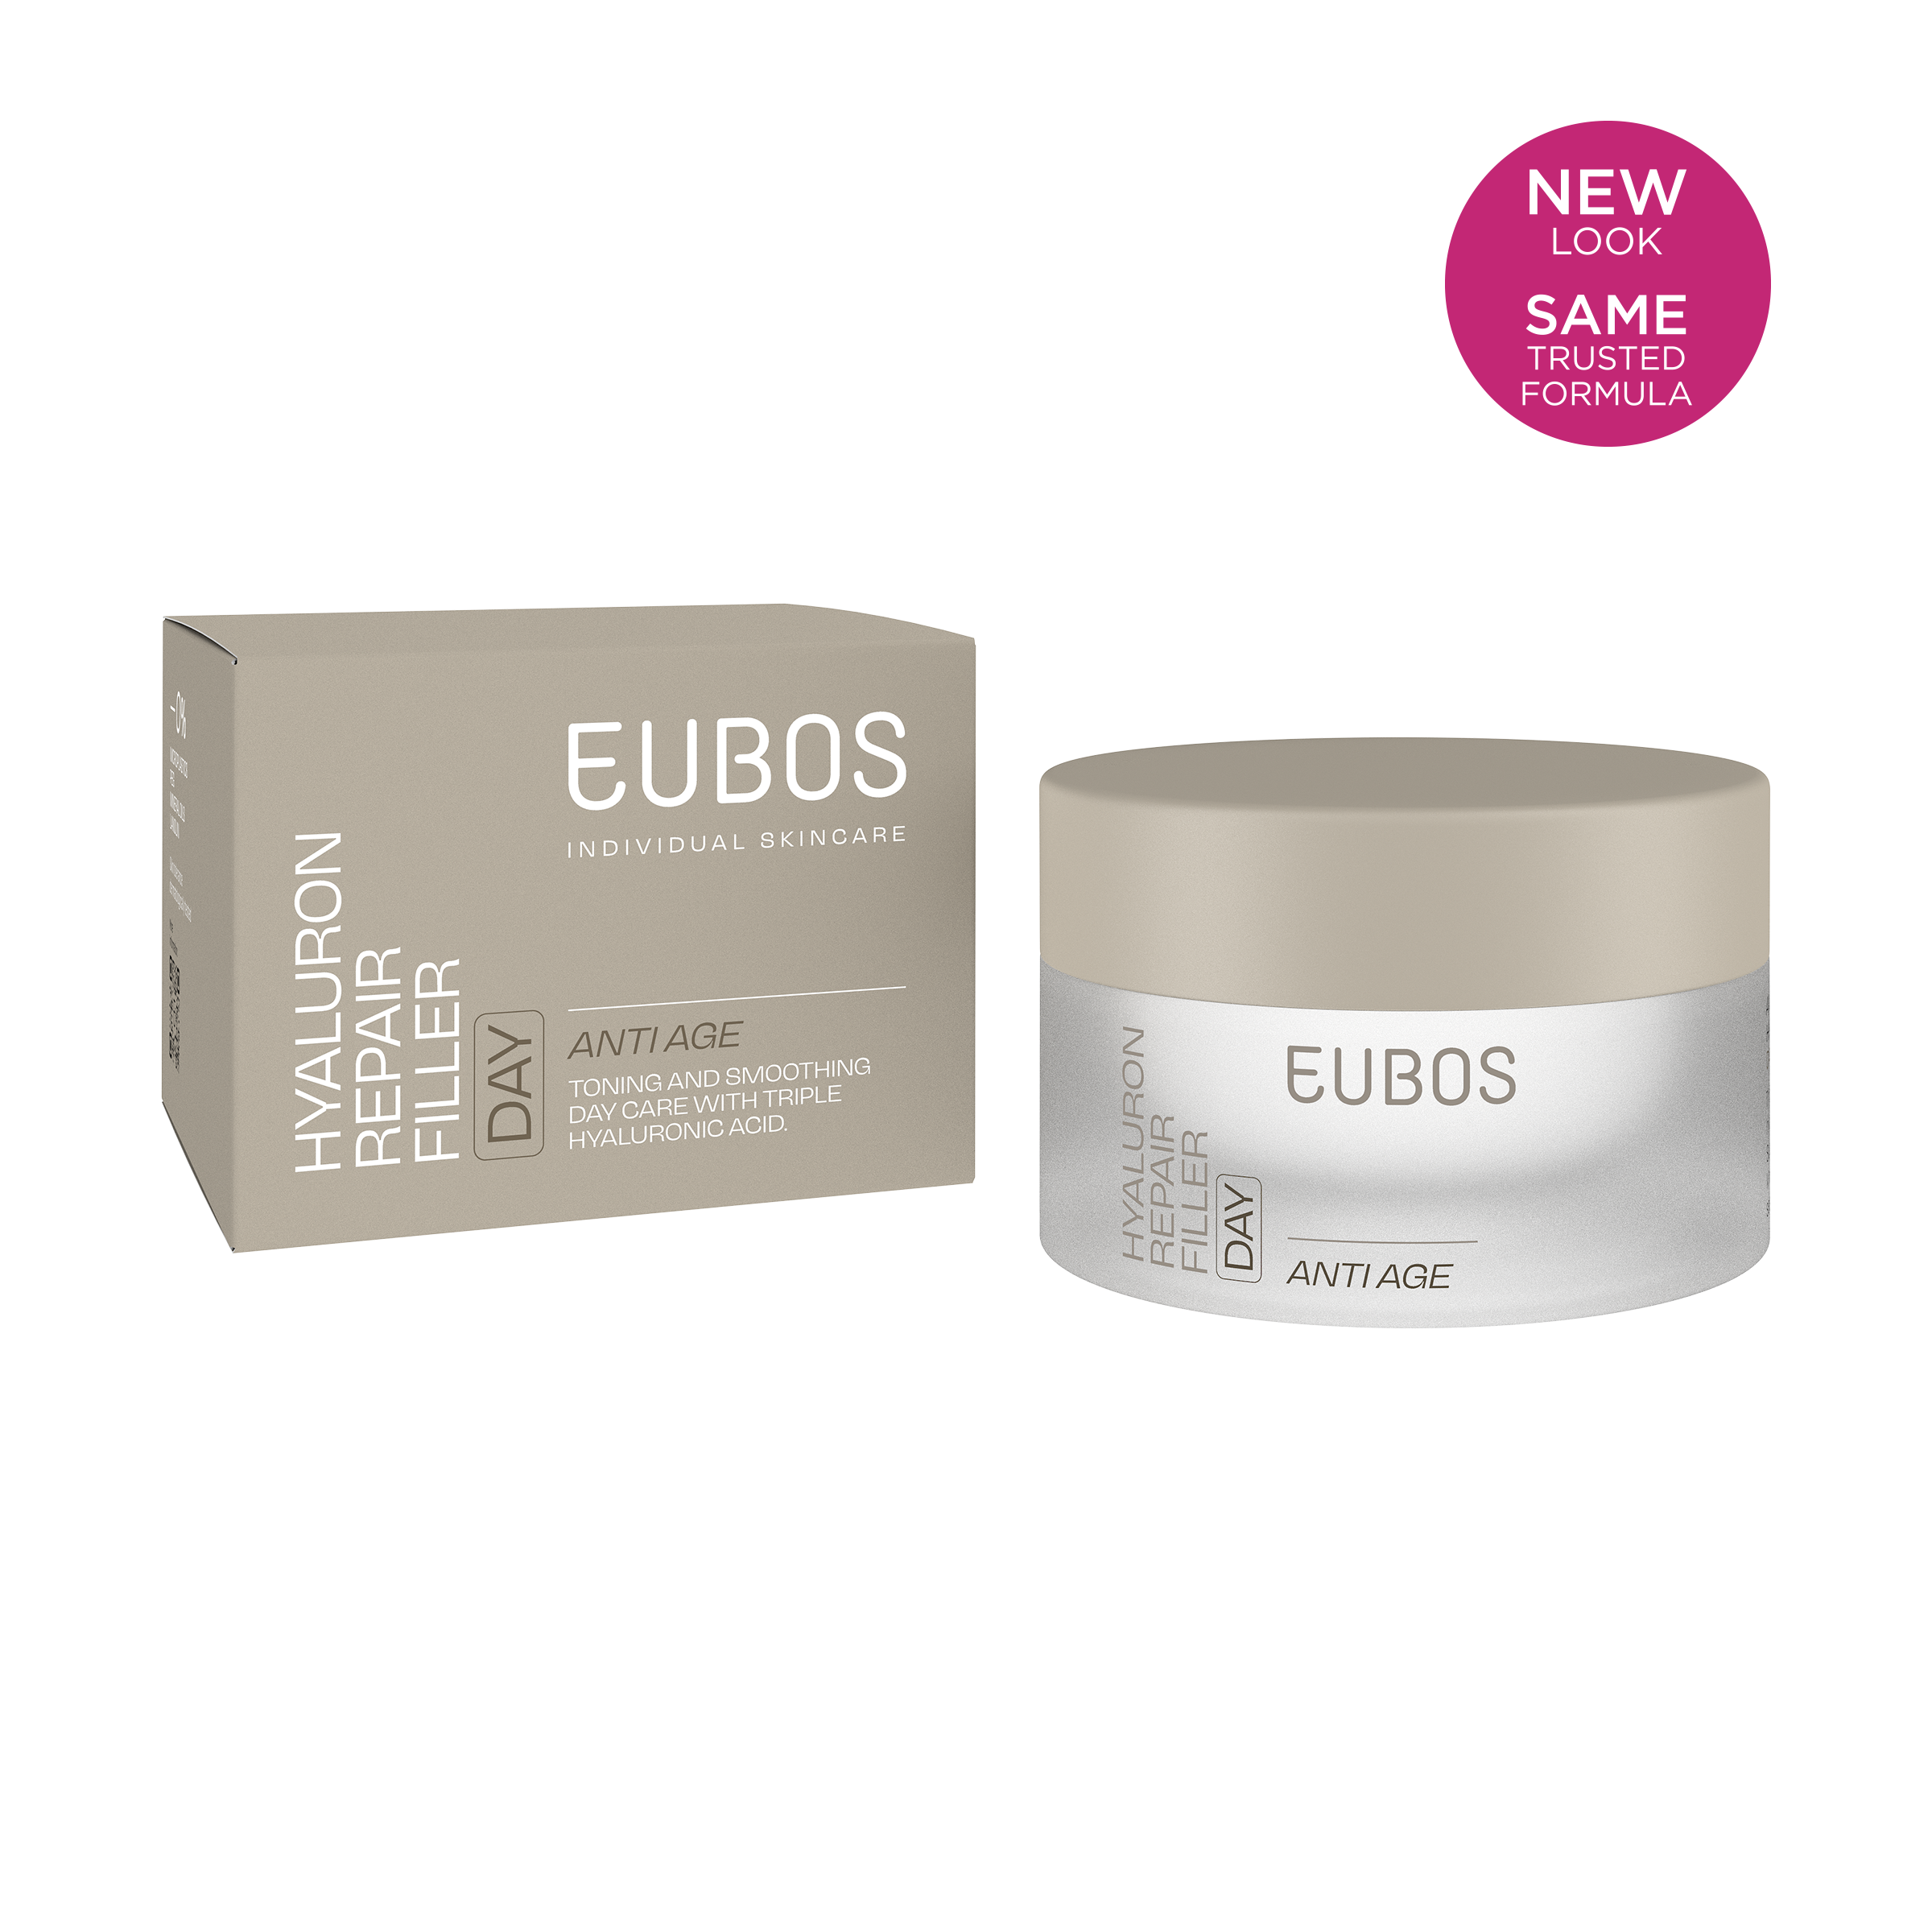 NEW
LOOK
SAME
TRUSTED
FORMULA
-0%
EUBOS
INDIVIDUAL SKINCARE
HYALURON
REPAIR
FILLER
DAY
ANTI AGE
TONING AND SMOOTHING
DAY CARE WITH TRIPLE
HYALURONIC ACID.
EUBOS
HYALURON
REPAIR
FILLER
DAY
ANTI AGE